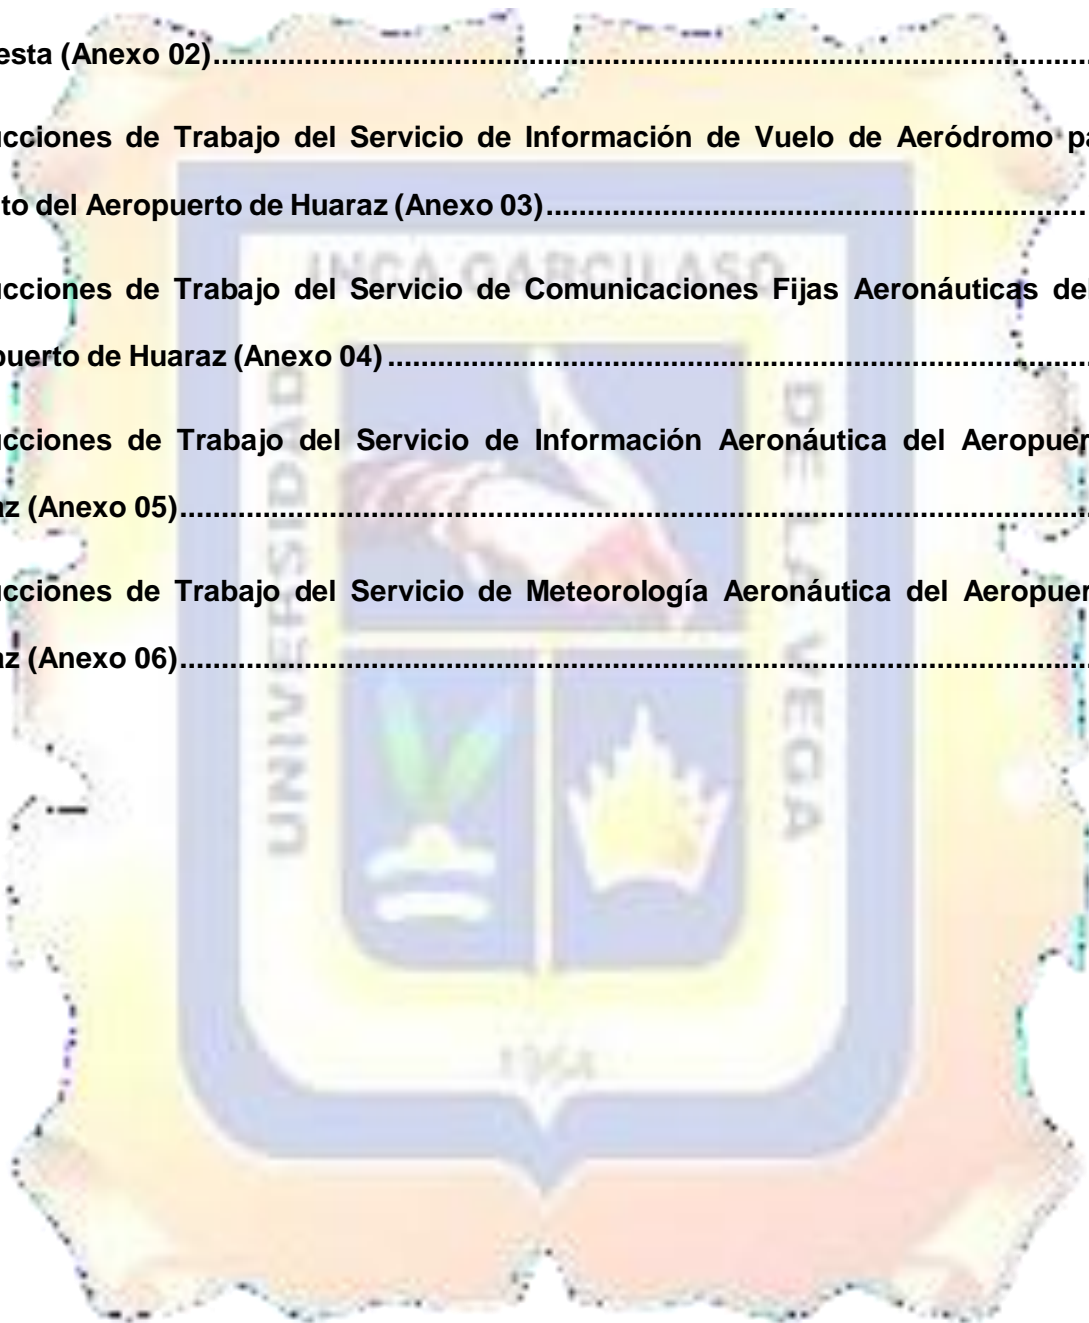 esta (Anexo 02)
ucciones de Trabajo del Servicio de Información de Vuelo de Aeródromo pa
to del Aeropuerto de Huaraz (Anexo 03)
ucciones de Trabajo del Servicio de Comunicaciones Fijas Aeronáuticas del
puerto de Huaraz (Anexo 04)
ucciones de Trabajo del Servicio de Información Aeronáutica del Aeropuer
az (Anexo 05)
ucciones de Trabajo del Servicio de Meteorología Aeronáutica del Aeropuer
az (Anexo 06)
UNIVERSIDAD
INCA GARCILASO
DE LA VEGA
1964